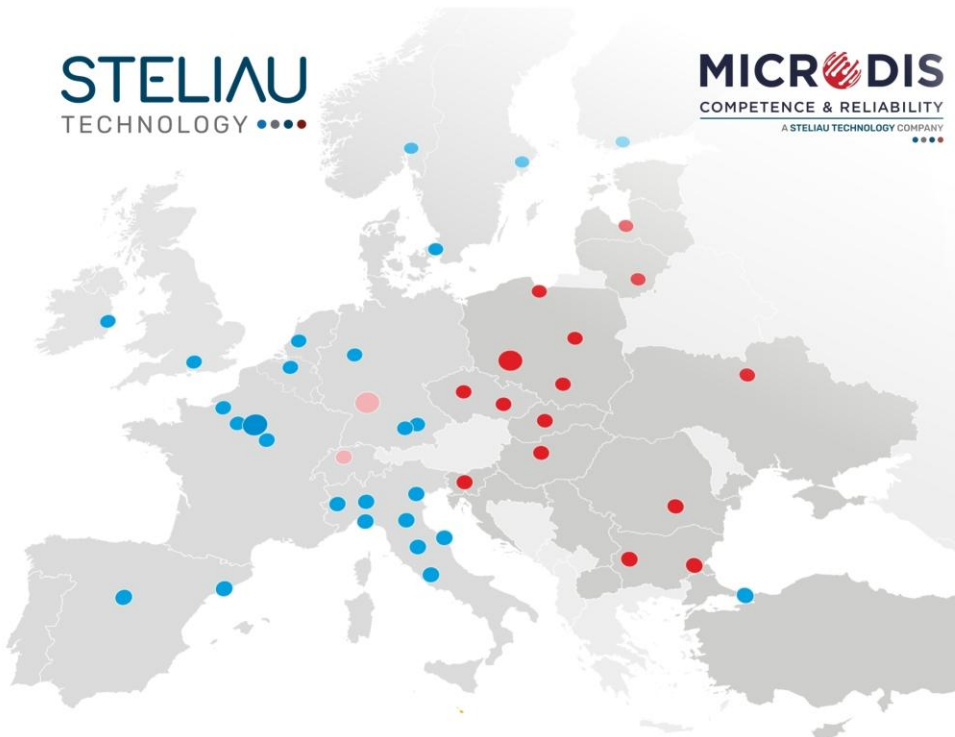 STELIAU
TECHNOLOGY
MICRODIS
COMPETENCE & RELIABILITY
A STELIAU TECHNOLOGY COMPANY